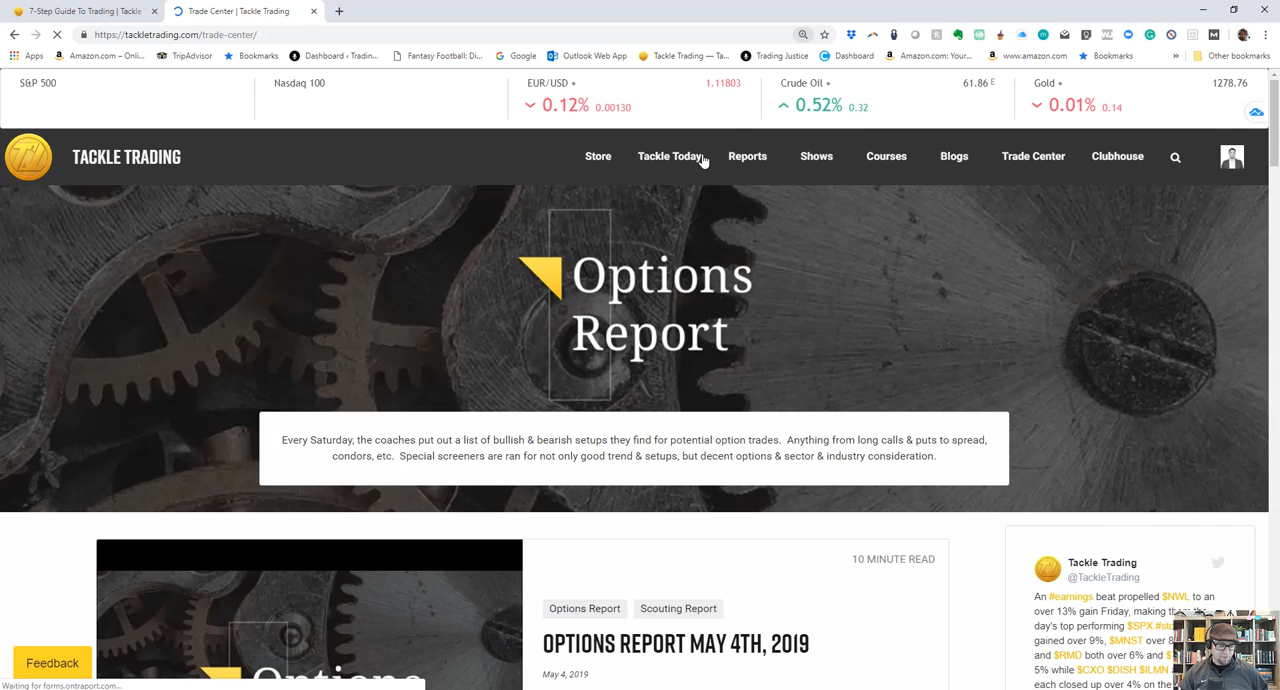 7-Step Guide To Trading | Tackle
Trade Center | Tackle Trading
https://tackletrading.com/trade-center/
Apps
Amazon.com – Onli...
TripAdvisor
Bookmarks
Dashboard ‹ Tradin...
Fantasy Football: Di...
Google
Outlook Web App
Tackle Trading — Ta...
Trading Justice
Dashboard
Amazon.com: Your...
www.amazon.com
Bookmarks
»
Other bookmarks
S&P 500
Nasdaq 100
EUR/USD
1.11803
0.12% 0.00130
Crude Oil
61.86 E
0.52% 0.32
Gold
1278.76
0.01% 0.14
TACKLE TRADING
Store
Tackle Today
Reports
Shows
Courses
Blogs
Trade Center
Clubhouse
Options
Report
Every Saturday, the coaches put out a list of bullish & bearish setups they find for potential option trades. Anything from long calls & puts to spread,
condors, etc. Special screeners are ran for not only good trend & setups, but decent options & sector & industry consideration.
10 MINUTE READ
Options Report
Scouting Report
OPTIONS REPORT MAY 4TH, 2019
May 4, 2019
Options
Tackle Trading
@TackleTrading
An #earnings beat propelled $NWL to an
over 13% gain Friday, making
day's top performing $SPX
gained over 9%, $MNST over
and $RMD both over 6% and
5% while $CXO $DISH $ILMN
each closed up over 4% on the
Feedback
Waiting for forms.ontraport.com...